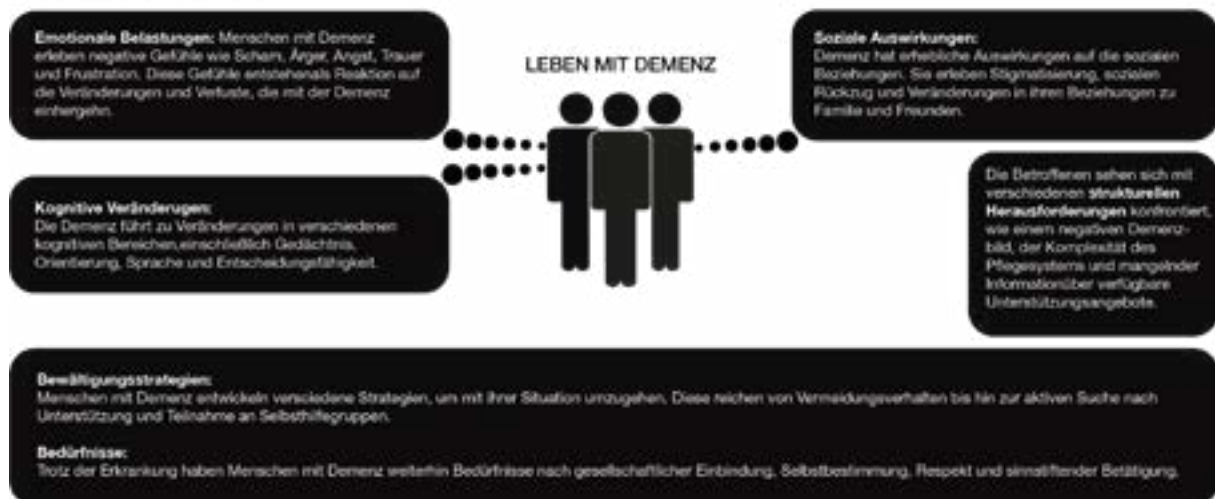 Emotionale Belastungen: Menschen mit Demenz
erleben negative Gefühle wie Scham, Ärger, Angst, Trauer
und Frustration. Diese Gefühle entstehenals Reaktion auf
die Veränderungen und Verluste, die mit der Demenz
einhergehn.
Kognitive Veränderugen:
Die Demenz führt zu Veränderungen in verschiedenen
kognitiven Bereichen,einschließlich Gedächtnis,
Orientierung, Sprache und Entscheidungsfähigkeit.
LEBEN MIT DEMENZ
Soziale Auswirkungen:
Demenz hat erhebliche Auswirkungen auf die sozialen
Beziehungen. Sie erleben Stigmatisierung, sozialen
Rückzug und Veränderungen in ihren Beziehungen zu
Familie und Freunden.
Die Betroffenen sehen sich mit
verschiedenen strukturellen
Herausforderungen konfrontiert,
wie einem negativen Demenz-
bild, der Komplexität des
Pflegesystems und mangelnder
Informationüber verfügbare
Unterstützungsangebote.
Bewältigungsstrategien:
Menschen mit Demenz entwickeln versciedene Strategien, um mit ihrer Situation umzugehen. Diese reichen von Vermeidungsverhalten bis hin zur aktiven Suche nach
Unterstützung und Teilnahme an Selbsthilfegruppen.
Bedürfnisse:
Trotz der Erkrankung haben Menschen mit Demenz weiterhin Bedürfnisse nach gesellschaftlicher Einbindung, Selbstbestimmung, Respekt und sinnstiftender Betätigung.